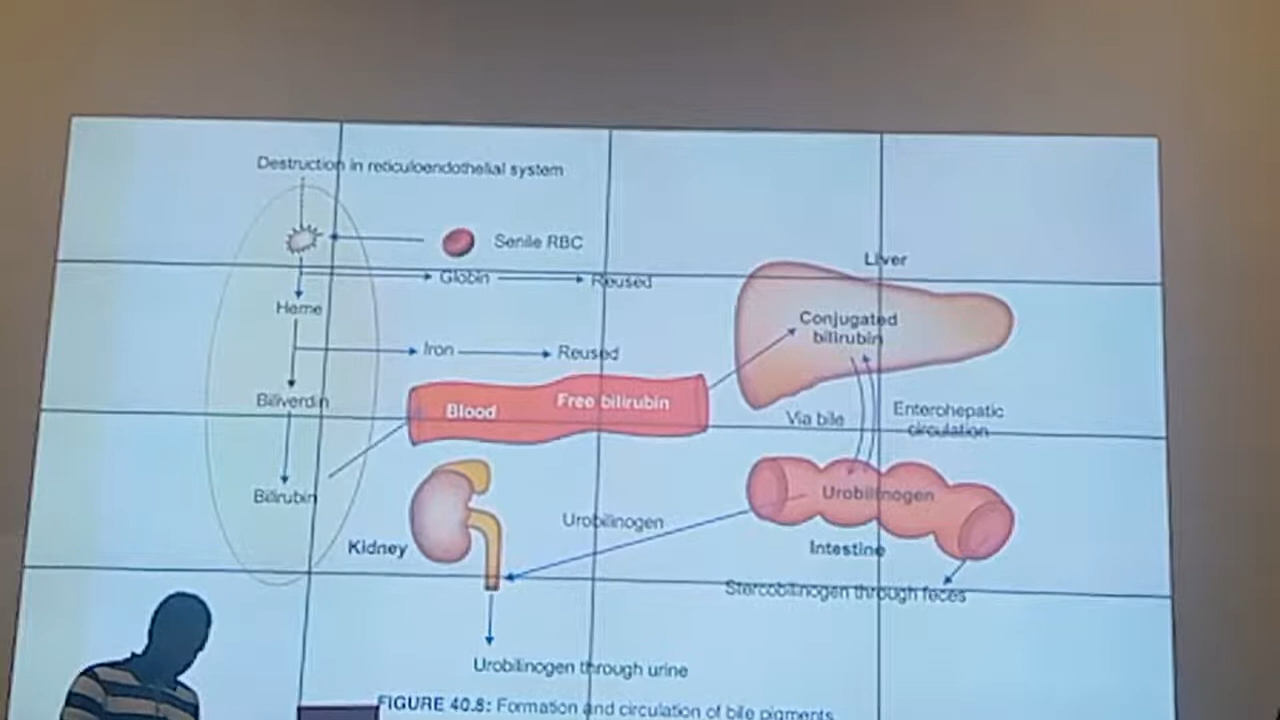 Destruction in reticuloendothelial system
Senile RBC
Globin
Reused
Heme
Iron
Reused
Biliverdin
Bilirubin
Blood
Free bilirubin
Liver
Conjugated
bilirubin
Via bile
Enterohepatic
circulation
Urobilinogen
Intestine
Stercobilinogen through feces
Kidney
Urobilinogen
Urobilinogen through urine
FIGURE 40.8: Formation and circulation of bile pigments